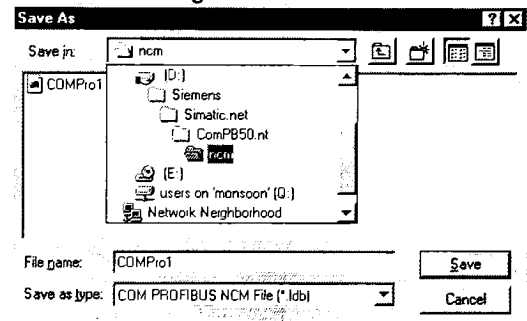 Save As
Save in: ncm
COMPro1
(D:)
Siemens
Simatic.net
ComPB50.nt
ncm
(E:)
users on 'monsoon' (Q:)
Network Neighborhood
File name: COMPro1 Save
Save as type: COM PROFIBUS NCM File (*.ldb) Cancel